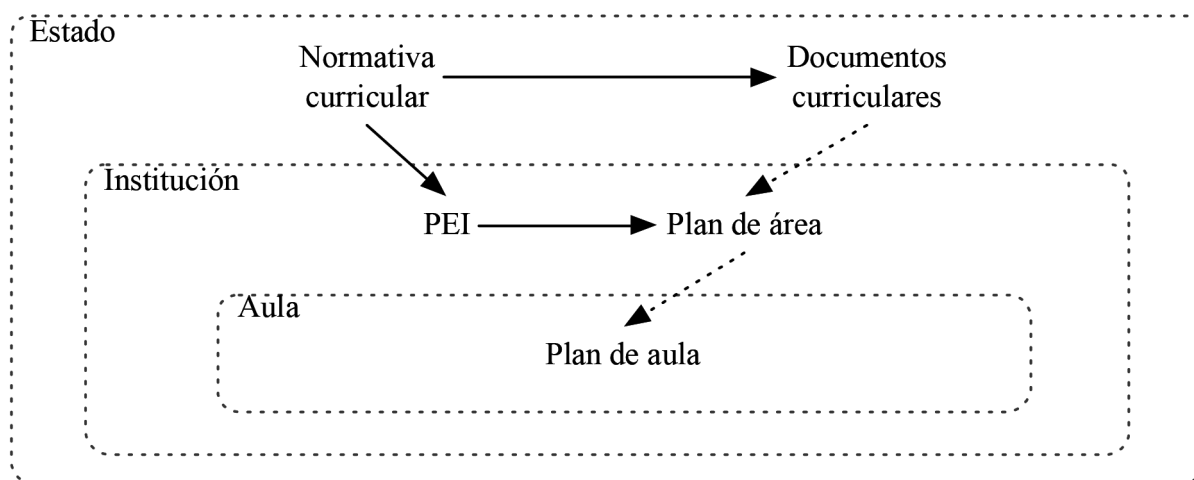 Estado
Normativa
curricular
Documentos
curriculares
Institución
PEI
Plan de área
Aula
Plan de aula